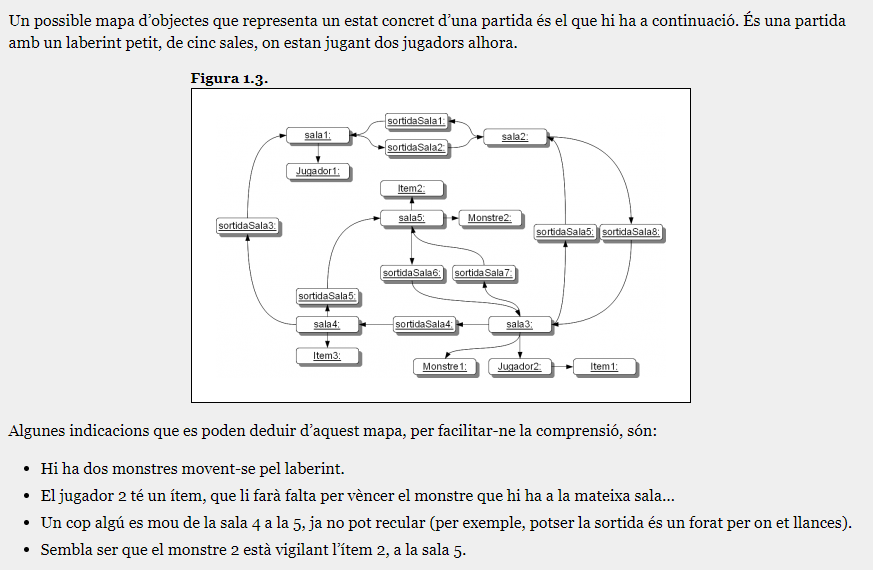 Un possible mapa d’objectes que representa un estat concret d’una partida és el que hi ha a continuació. És una partida
amb un laberint petit, de cinc sales, on estan jugant dos jugadors alhora.
Figura 1.3.
sortidaSala1:
sala1:
sala2:
sortidaSala2:
Jugador1:
Item2:
sala5:
Monstre2:
sortidaSala3:
sortidaSala5:
sortidaSala8:
sortidaSala6:
sortidaSala7:
sortidaSala5:
sala4:
sortidaSala4:
sala3:
Item3:
Monstre1:
Jugador2:
Item1:
Algunes indicacions que es poden deduir d’aquest mapa, per facilitar-ne la comprensió, són:
• Hi ha dos monstres movent-se pel laberint.
• El jugador 2 té un ítem, que li farà falta per vèncer el monstre que hi ha a la mateixa sala...
• Un cop algú es mou de la sala 4 a la 5, ja no pot recular (per exemple, potser la sortida és un forat per on et llances).
• Sembla ser que el monstre 2 està vigilant l’ítem 2, a la sala 5.